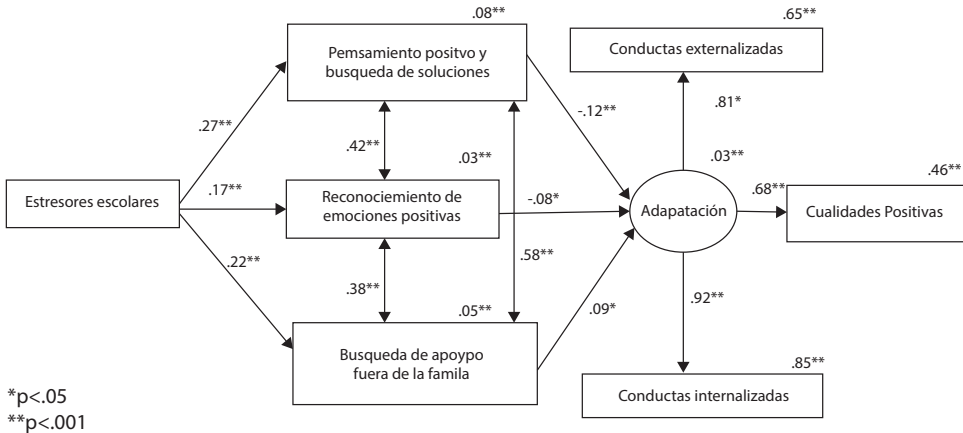 .08**
.65**
Pemsamiento positvo y
busqueda de soluciones
Conductas externalizadas
-.12**
.81*
.27**
.42**
.03**
.03**
.46**
.17**
.68**
Estresores escolares
Reconociemiento de
emociones positivas
-.08*
Adapatación
Cualidades Positivas
.22**
.58**
.38**
.92**
.05**
.09*
Busqueda de apoypo
fuera de la famila
.85**
Conductas internalizadas
*p<.05
**p<.001